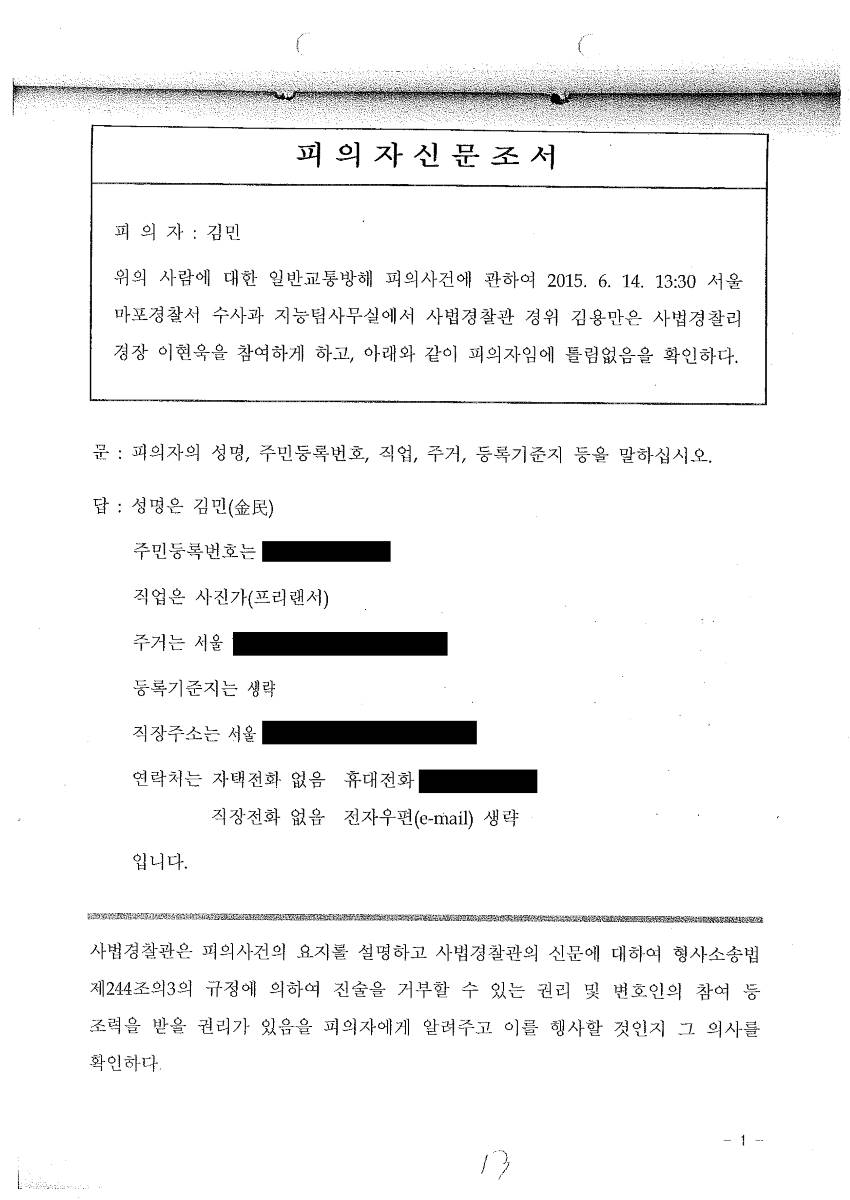 피 의 자 신 문 조 서
피 의 자 : 김민
위의 사람에 대한 일반교통방해 피의사건에 관하여 2015. 6. 14. 13:30 서울
마포경찰서 수사과 지능팀사무실에서 사법경찰관 경위 김용만은 사법경찰리
경장 이현욱을 참여하게 하고, 아래와 같이 피의자임에 틀림없음을 확인하다.
문 : 피의자의 성명, 주민등록번호, 직업, 주거, 등록기준지 등을 말하십시오.
답 : 성명은 김민(金民)
주민등록번호는
직업은 사진가(프리랜서)
주거는 서울
등록기준지는 생략
직장주소는 서울
연락처는 자택전화 없음 휴대전화
직장전화 없음 전자우편(e-mail) 생략
입니다.
사법경찰관은 피의사건의 요지를 설명하고 사법경찰관의 신문에 대하여 형사소송법
제244조의3의 규정에 의하여 진술을 거부할 수 있는 권리 및 변호인의 참여 등
조력을 받을 권리가 있음을 피의자에게 알려주고 이를 행사할 것인지 그 의사를
확인하다.
- 1 -
13